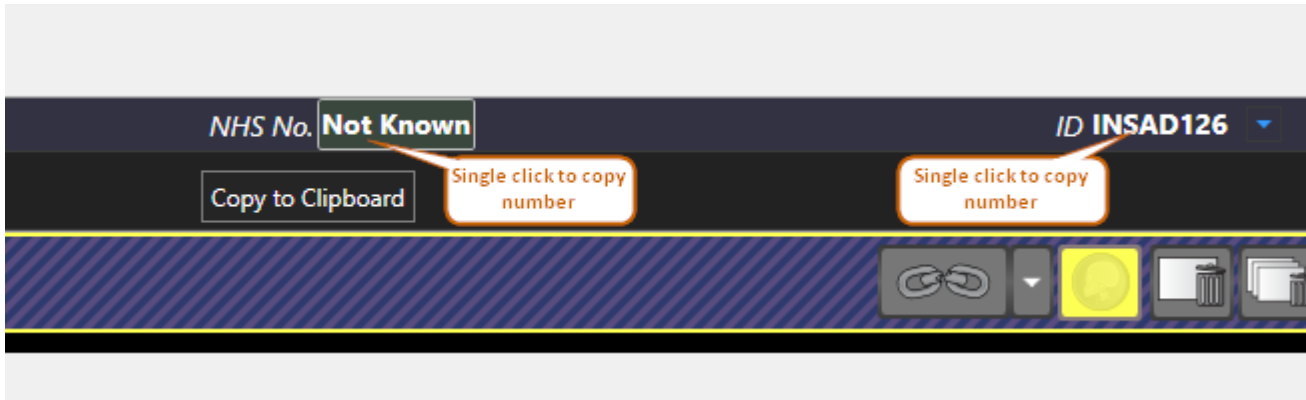 NHS No. Not Known ID INSAD126
Single click to copy
number
Single click to copy
number
Copy to Clipboard